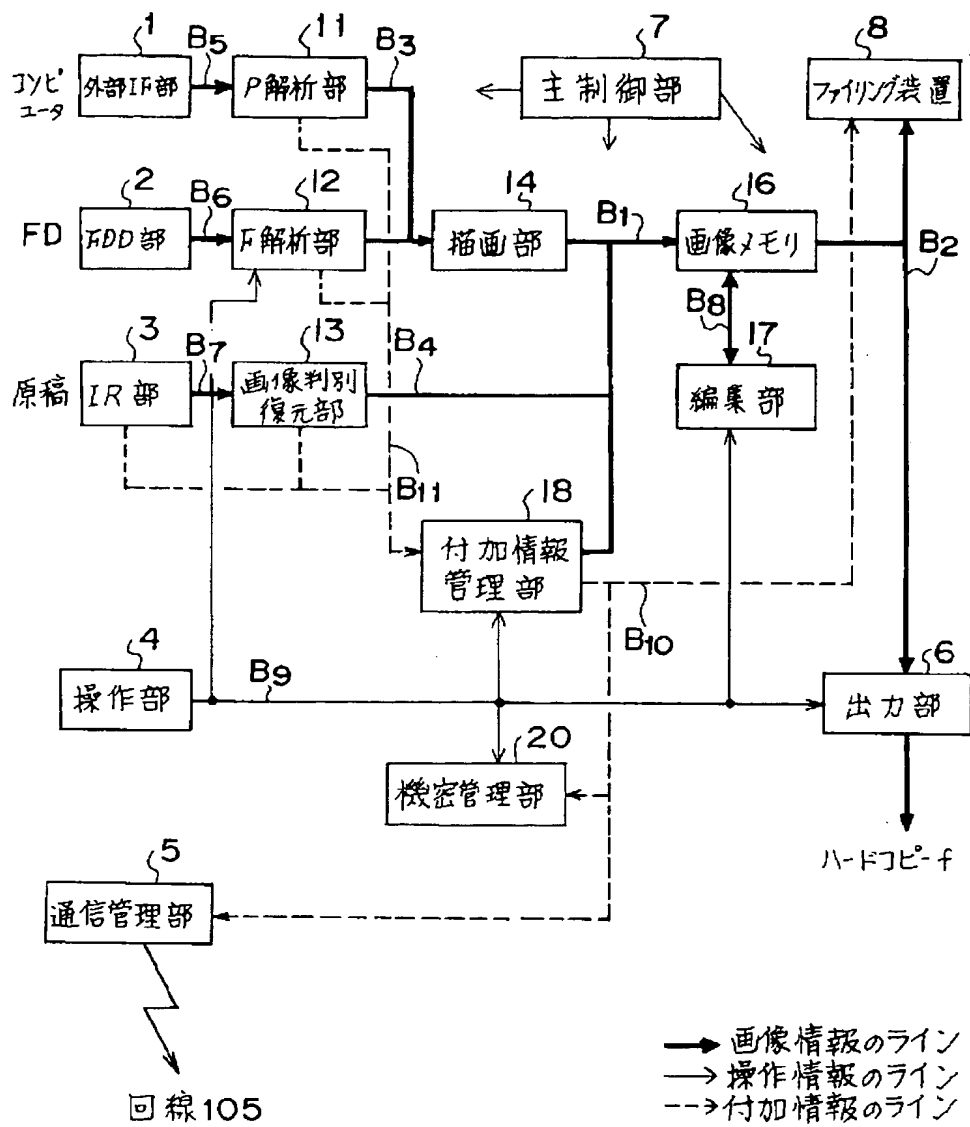 1
11
7
8
コンピュータ
外部IF部
B5
P解析部
B3
主制御部
ファイリング装置
2
12
14
16
FD
FDD部
B6
F解析部
描画部
B1
画像メモリ
B2
3
13
B8
17
原稿
IR部
B7
画像判別
復元部
B4
編集部
B11
18
付加情報
管理部
B10
4
操作部
B9
6
出力部
20
機密管理部
ハードコピーf
5
通信管理部
回線105
画像情報のライン
操作情報のライン
付加情報のライン